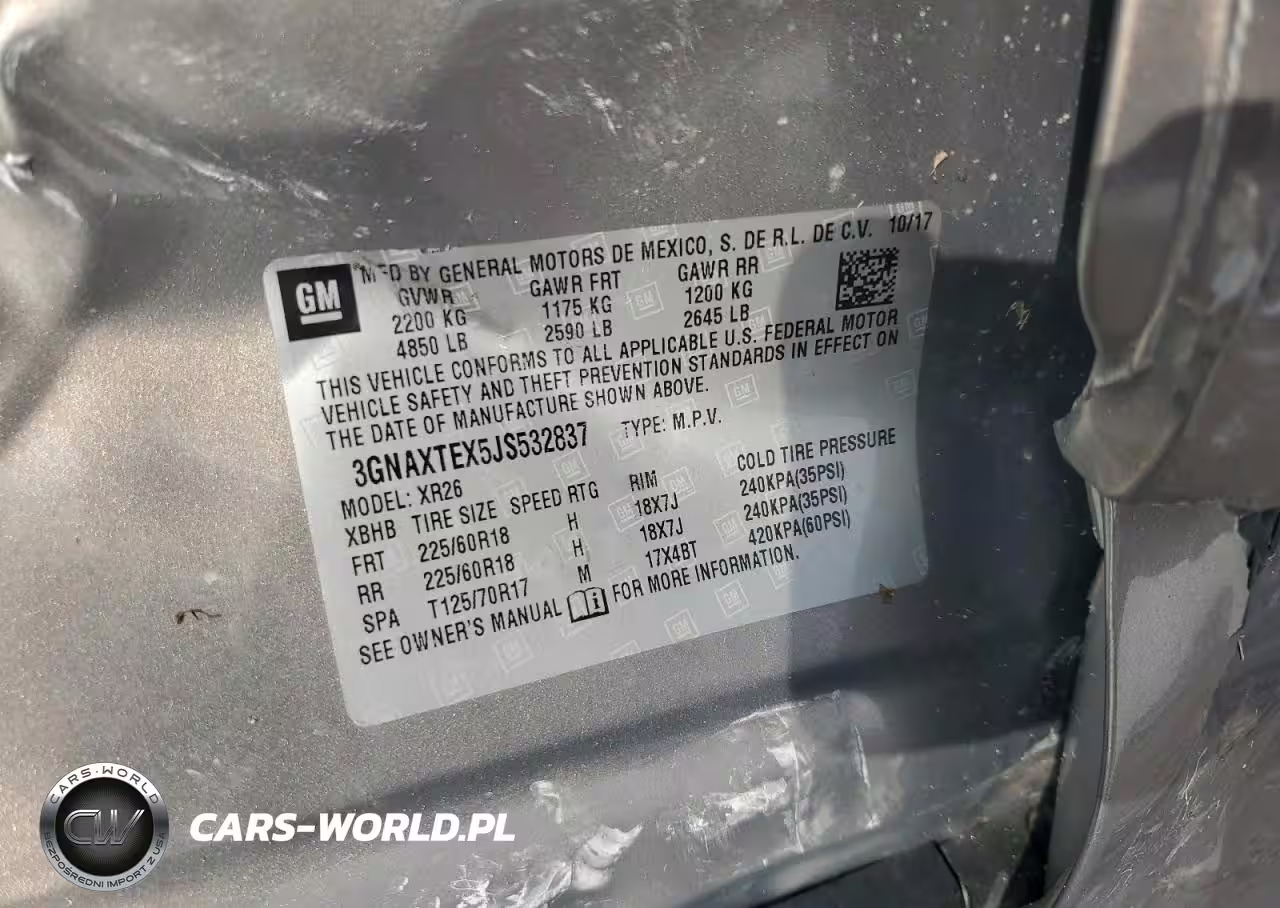 GM
MFD BY GENERAL MOTORS DE MEXICO, S. DE R.L. DE C.V. 10/17
GVWR GAWR FRT GAWR RR
2200 KG 1175 KG 1200 KG
4850 LB 2590 LB 2645 LB
THIS VEHICLE CONFORMS TO ALL APPLICABLE U.S. FEDERAL MOTOR
VEHICLE SAFETY AND THEFT PREVENTION STANDARDS IN EFFECT ON
THE DATE OF MANUFACTURE SHOWN ABOVE.
3GNAXTEX5JS532837 TYPE: M.P.V.
MODEL: XR26
XBHB TIRE SIZE SPEED RTG RIM COLD TIRE PRESSURE
FRT 225/60R18 H 18X7J 240KPA(35PSI)
RR 225/60R18 H 18X7J 240KPA(35PSI)
SPA T125/70R17 M 17X4BT 420KPA(60PSI)
SEE OWNER'S MANUAL FOR MORE INFORMATION.
CARS-WORLD
CW
BEZPOŚREDNI IMPORT Z USA
CARS-WORLD.PL